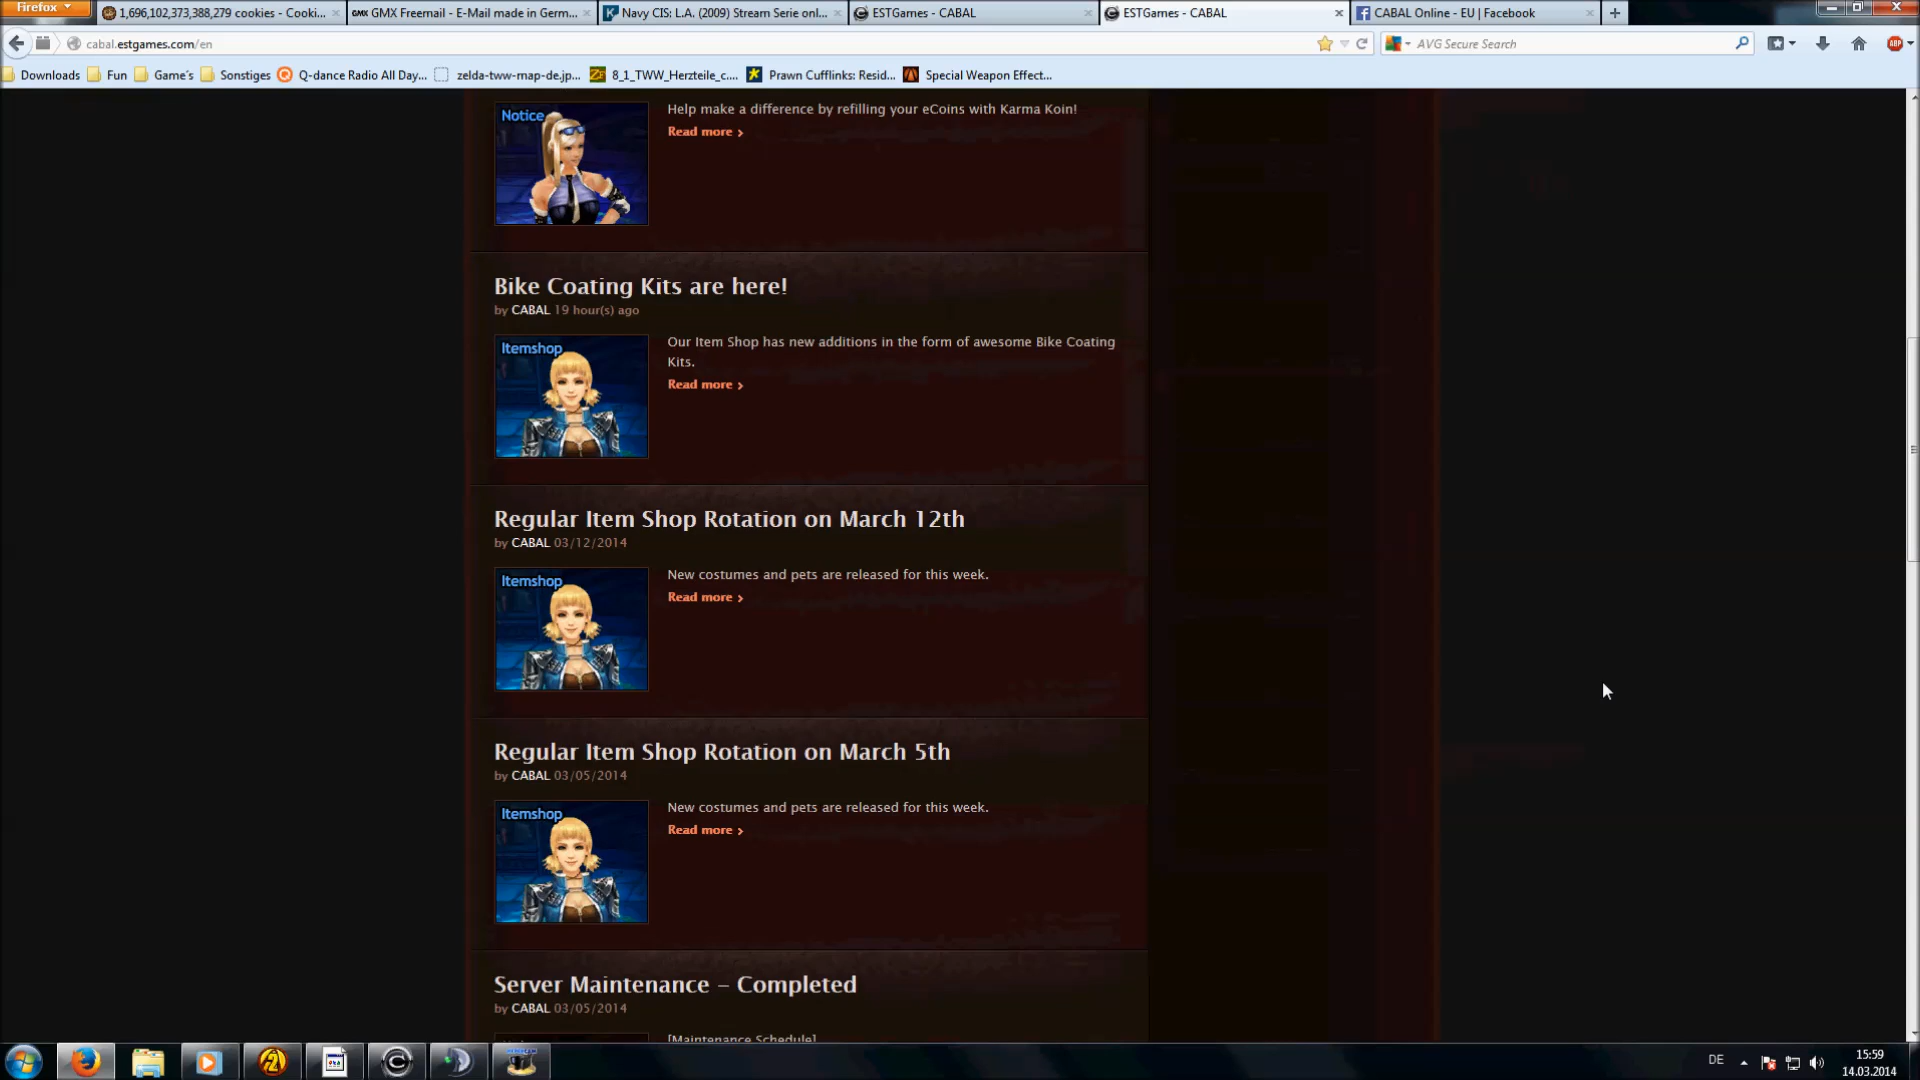 Firefox
1,696,102,373,388,279 cookies - Cooki...
GMX Freemail - E-Mail made in Germ...
Navy CIS: L.A. (2009) Stream Serie onl...
ESTGames - CABAL
ESTGames - CABAL
CABAL Online - EU | Facebook
cabal.estgames.com/en
AVG Secure Search
ABP
Downloads
Fun
Game's
Sonstiges
Q-dance Radio All Day...
zelda-tww-map-de.jp...
8_1_TWW_Herzteile_c....
Prawn Cufflinks: Resid...
Special Weapon Effect...
Notice
Help make a difference by refilling your eCoins with Karma Koin!
Read more ›
Bike Coating Kits are here!
by CABAL 19 hour(s) ago
Itemshop
Our Item Shop has new additions in the form of awesome Bike Coating
Kits.
Read more ›
Regular Item Shop Rotation on March 12th
by CABAL 03/12/2014
Itemshop
New costumes and pets are released for this week.
Read more ›
Regular Item Shop Rotation on March 5th
by CABAL 03/05/2014
Itemshop
New costumes and pets are released for this week.
Read more ›
Server Maintenance – Completed
by CABAL 03/05/2014
[Maintenance Schedule]
DE
15:59
14.03.2014